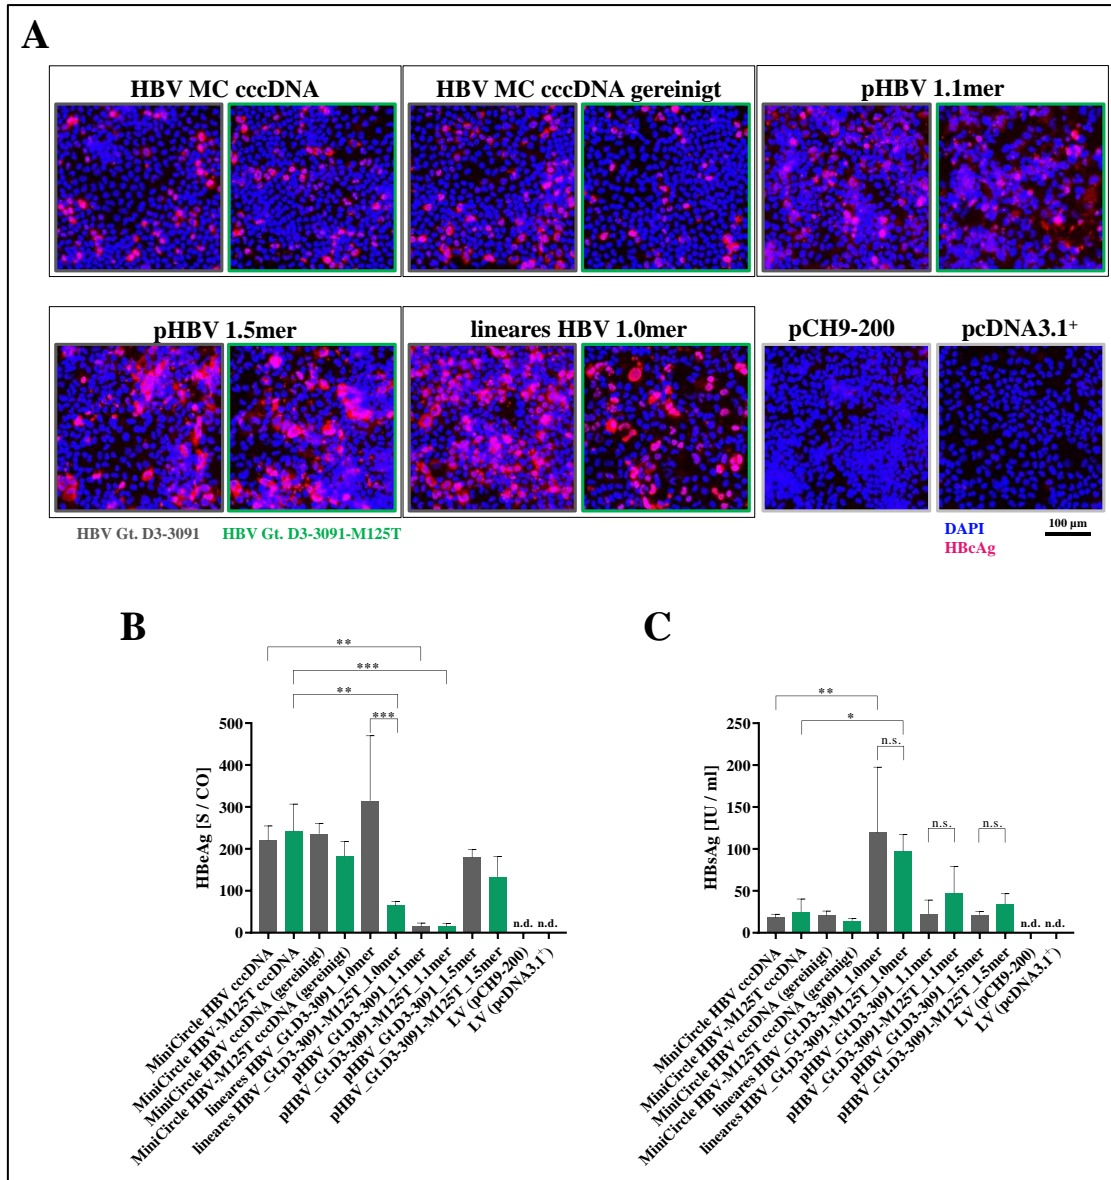 A
HBV MC cccDNA
HBV MC cccDNA gereinigt
pHBV 1.1mer
pHBV 1.5mer
lineares HBV 1.0mer
pCH9-200
pcDNA3.1⁺
HBV Gt. D3-3091
HBV Gt. D3-3091-M125T
DAPI
HBcAg
100 µm
B
**
***
**
***
HBeAg [S / CO]
500
400
300
200
100
0
n.d. n.d.
MiniCircle HBV cccDNA
MiniCircle HBV-M125T cccDNA
MiniCircle HBV cccDNA (gereinigt)
MiniCircle HBV-M125T cccDNA (gereinigt)
lineares HBV_Gt.D3-3091_1.0mer
lineares HBV_Gt,D3-3091-M125T_1.0mer
pHBV_Gt.D3-3091_1.1mer
pHBV_Gt.D3-3091-M125T_1.1mer
pHBV_Gt.D3-3091_1.5mer
pHBV_Gt.D3-3091-M125T_1.5mer
LV (pCH9-200)
LV (pcDNA3.1⁺)
C
**
*
n.s.
n.s.
n.s.
HBsAg [IU / ml]
250
200
150
100
50
0
n.d. n.d.
MiniCircle HBV cccDNA
MiniCircle HBV-M125T cccDNA
MiniCircle HBV cccDNA (gereinigt)
MiniCircle HBV-M125T cccDNA (gereinigt)
lineares HBV_Gt.D3-3091_1.0mer
lineares HBV_Gt,D3-3091-M125T_1.0mer
pHBV_Gt.D3-3091_1.1mer
pHBV_Gt.D3-3091-M125T_1.1mer
pHBV_Gt.D3-3091_1.5mer
pHBV_Gt.D3-3091-M125T_1.5mer
LV (pCH9-200)
LV (pcDNA3.1⁺)